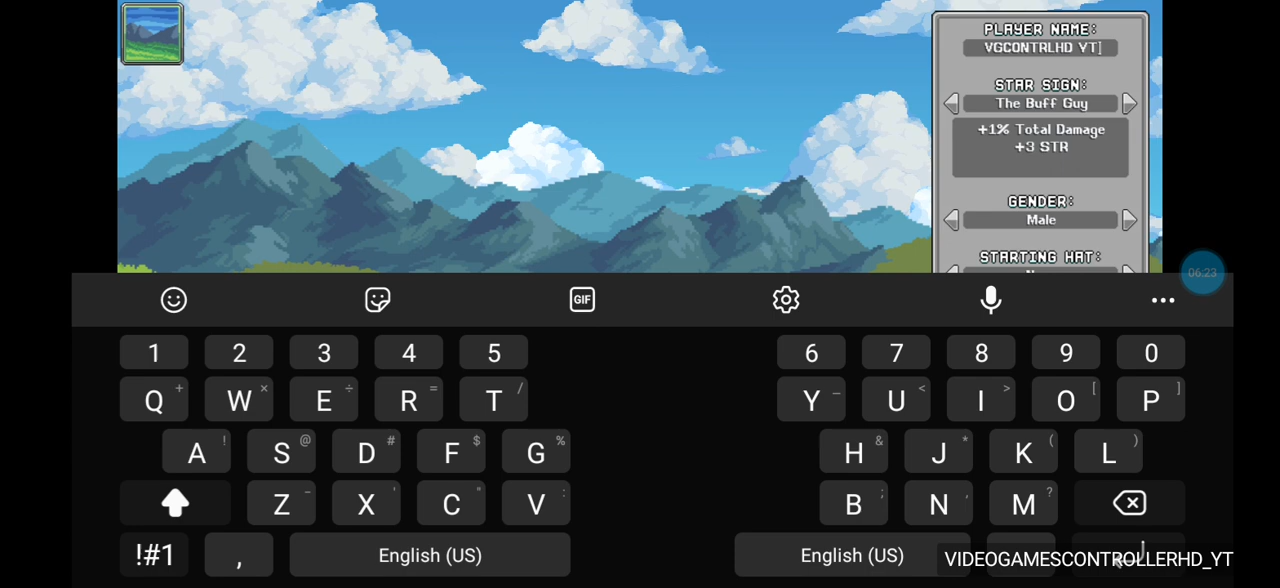 PLAYER NAME:
VGCONTRLHD YT]
STAR SIGN:
The Buff Guy
+1% Total Damage
+3 STR
GENDER:
Male
STARTING HAT:
06:23
GIF
1 2 3 4 5 6 7 8 9 0
Q + W × E ÷ R = T / Y _ U < I > O [ P ]
A ! S @ D # F $ G % H & J * K ( L )
Z - X ' C " V : B ; N , M ?
!#1 , English (US) English (US)
VIDEOGAMESCONTROLLERHD_YT